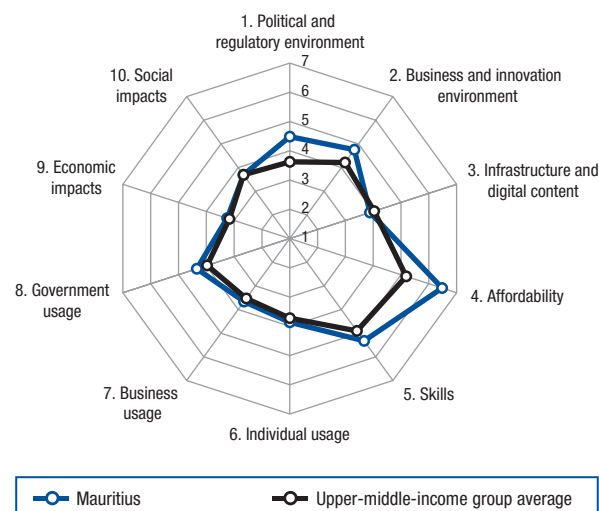 1. Political and
regulatory environment
10. Social
impacts
2. Business and innovation
environment
9. Economic
impacts
3. Infrastructure and
digital content
8. Government
usage
4. Affordability
7. Business
usage
5. Skills
6. Individual usage
7
6
5
4
3
2
1
Mauritius
Upper-middle-income group average